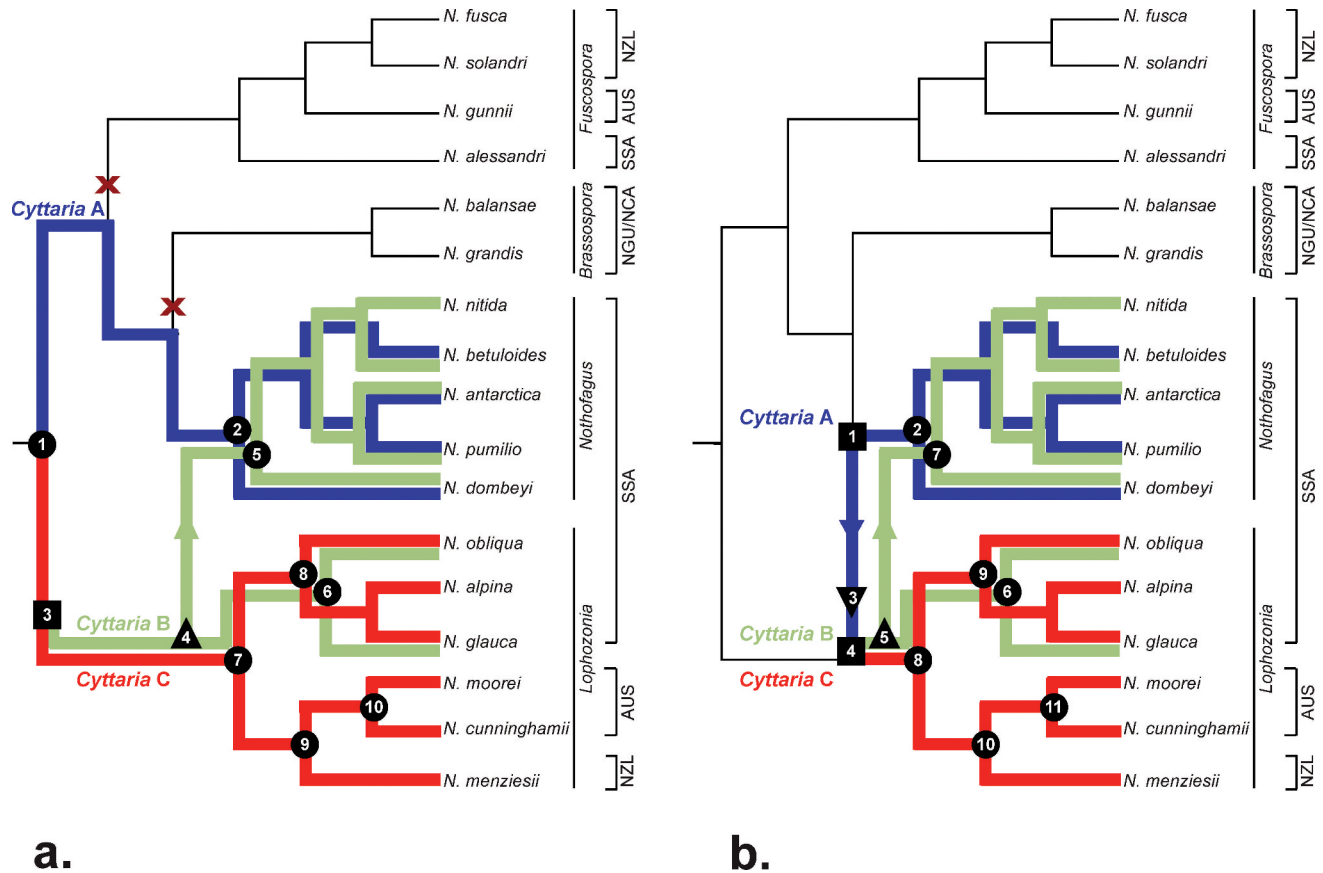 N. fusca
N. solandri
N. gunnii
N. alessandri
N. balansae
N. grandis
N. nitida
N. betuloides
N. antarctica
N. pumilio
N. dombeyi
N. obliqua
N. alpina
N. glauca
N. moorei
N. cunninghamii
N. menziesii
Fuscospora
Brassospora
Nothofagus
Lophozonia
NZL
AUS
SSA
NGU/NCA
SSA
AUS
NZL
Cyttaria A
Cyttaria B
Cyttaria C
1
2
5
3
4
8
6
7
10
9
a.
N. fusca
N. solandri
N. gunnii
N. alessandri
N. balansae
N. grandis
N. nitida
N. betuloides
N. antarctica
N. pumilio
N. dombeyi
N. obliqua
N. alpina
N. glauca
N. moorei
N. cunninghamii
N. menziesii
Fuscospora
Brassospora
Nothofagus
Lophozonia
NZL
AUS
SSA
NGU/NCA
SSA
AUS
NZL
Cyttaria A
Cyttaria B
Cyttaria C
1
2
7
3
9
6
5
4
8
11
10
b.